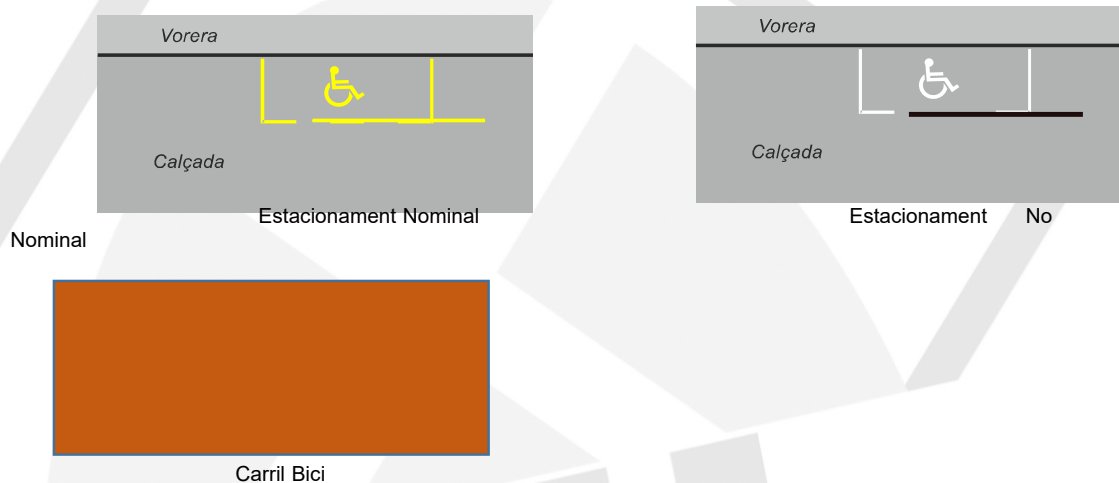 Vorera
Vorera
Calçada
Calçada
Estacionament Nominal Estacionament No
Nominal
Carril Bici